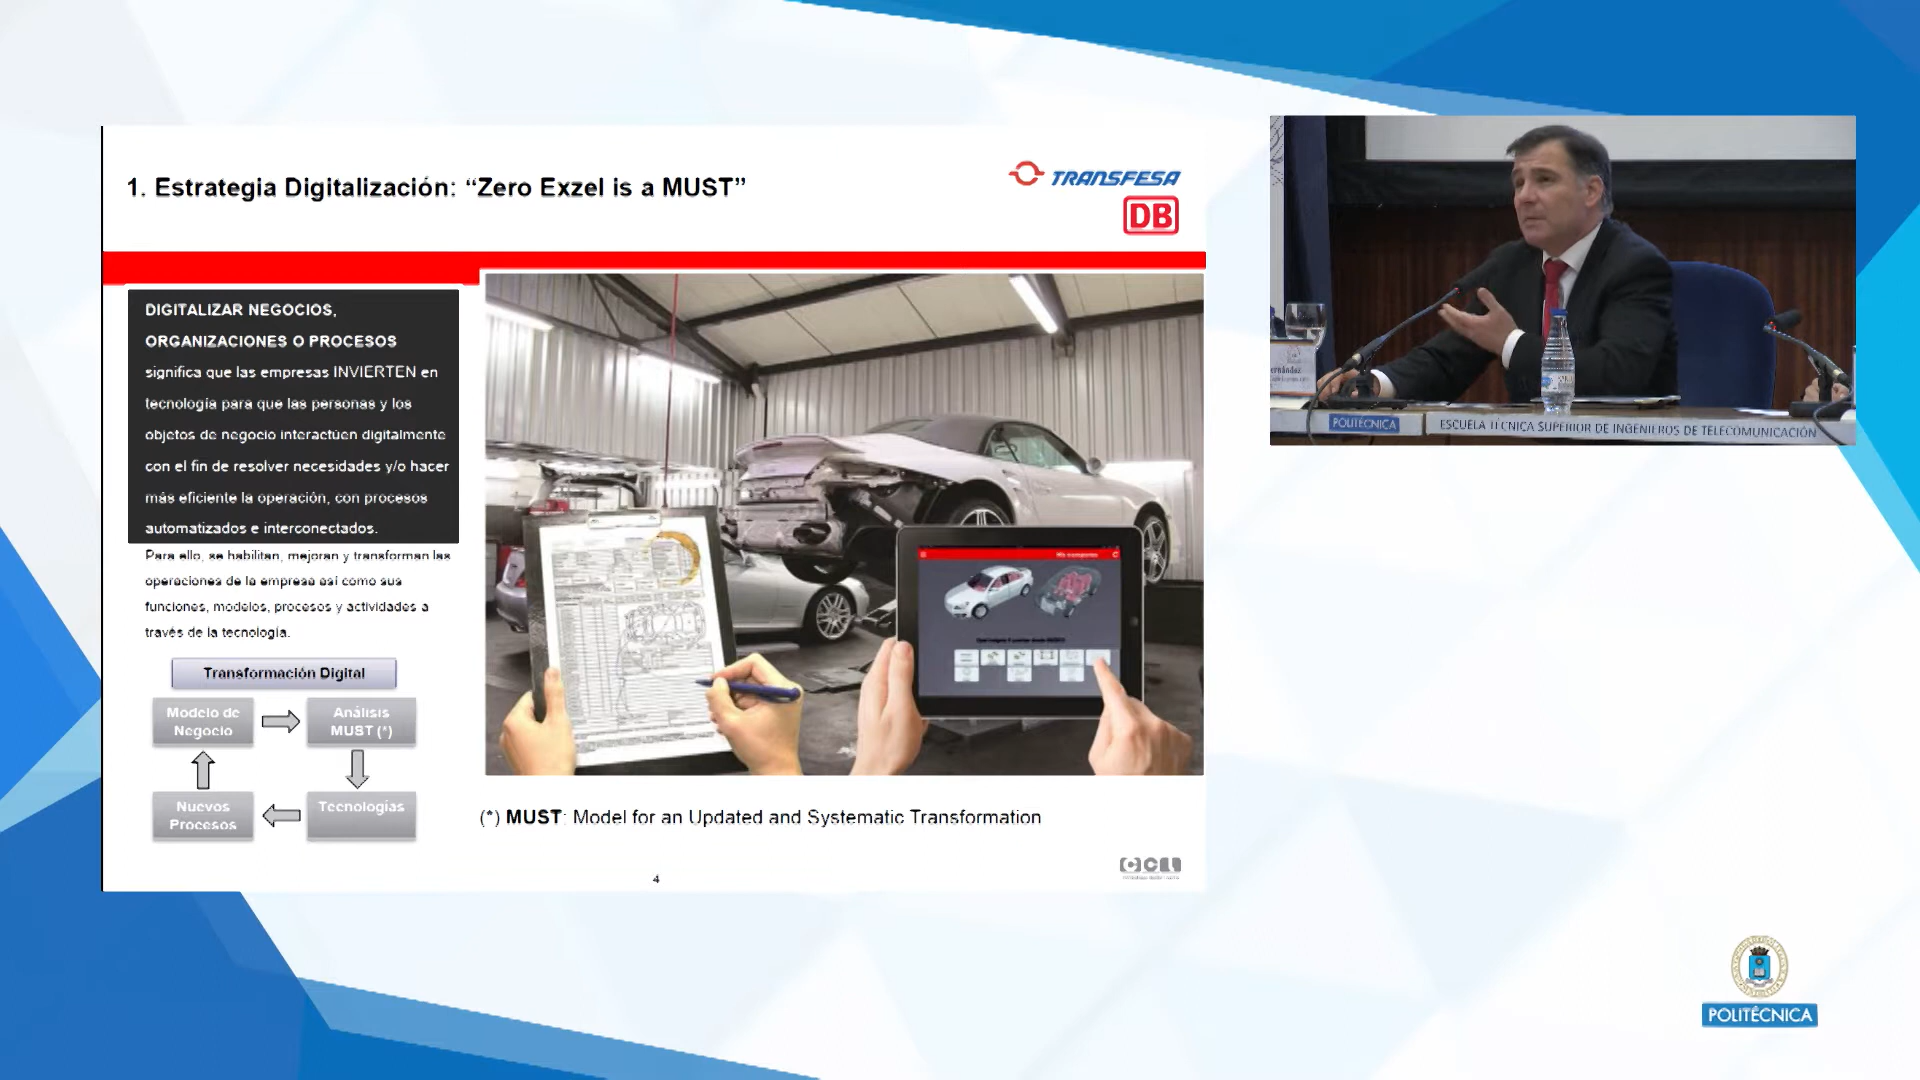 1. Estrategia Digitalización: “Zero Exzel is a MUST”
TRANSFESA
DB
DIGITALIZAR NEGOCIOS,
ORGANIZACIONES O PROCESOS
significa que las empresas INVIERTEN en
tecnología para que las personas y los
objetos de negocio interactúen digitalmente
con el fin de resolver necesidades y/o hacer
más eficiente la operación, con procesos
automatizados e interconectados.
Para ello, se habilitan, mejoran y transforman las
operaciones de la empresa así como sus
funciones, modelos, procesos y actividades a
través de la tecnología.
Transformación Digital
Modelo de
Negocio
Análisis
MUST (*)
Nuevos
Procesos
Tecnologías
Mis transportes
(*) MUST: Model for an Updated and Systematic Transformation
4
CCL
POLITÉCNICA
ESCUELA TÉCNICA SUPERIOR DE INGENIEROS DE TELECOMUNICACIÓN
POLITÉCNICA